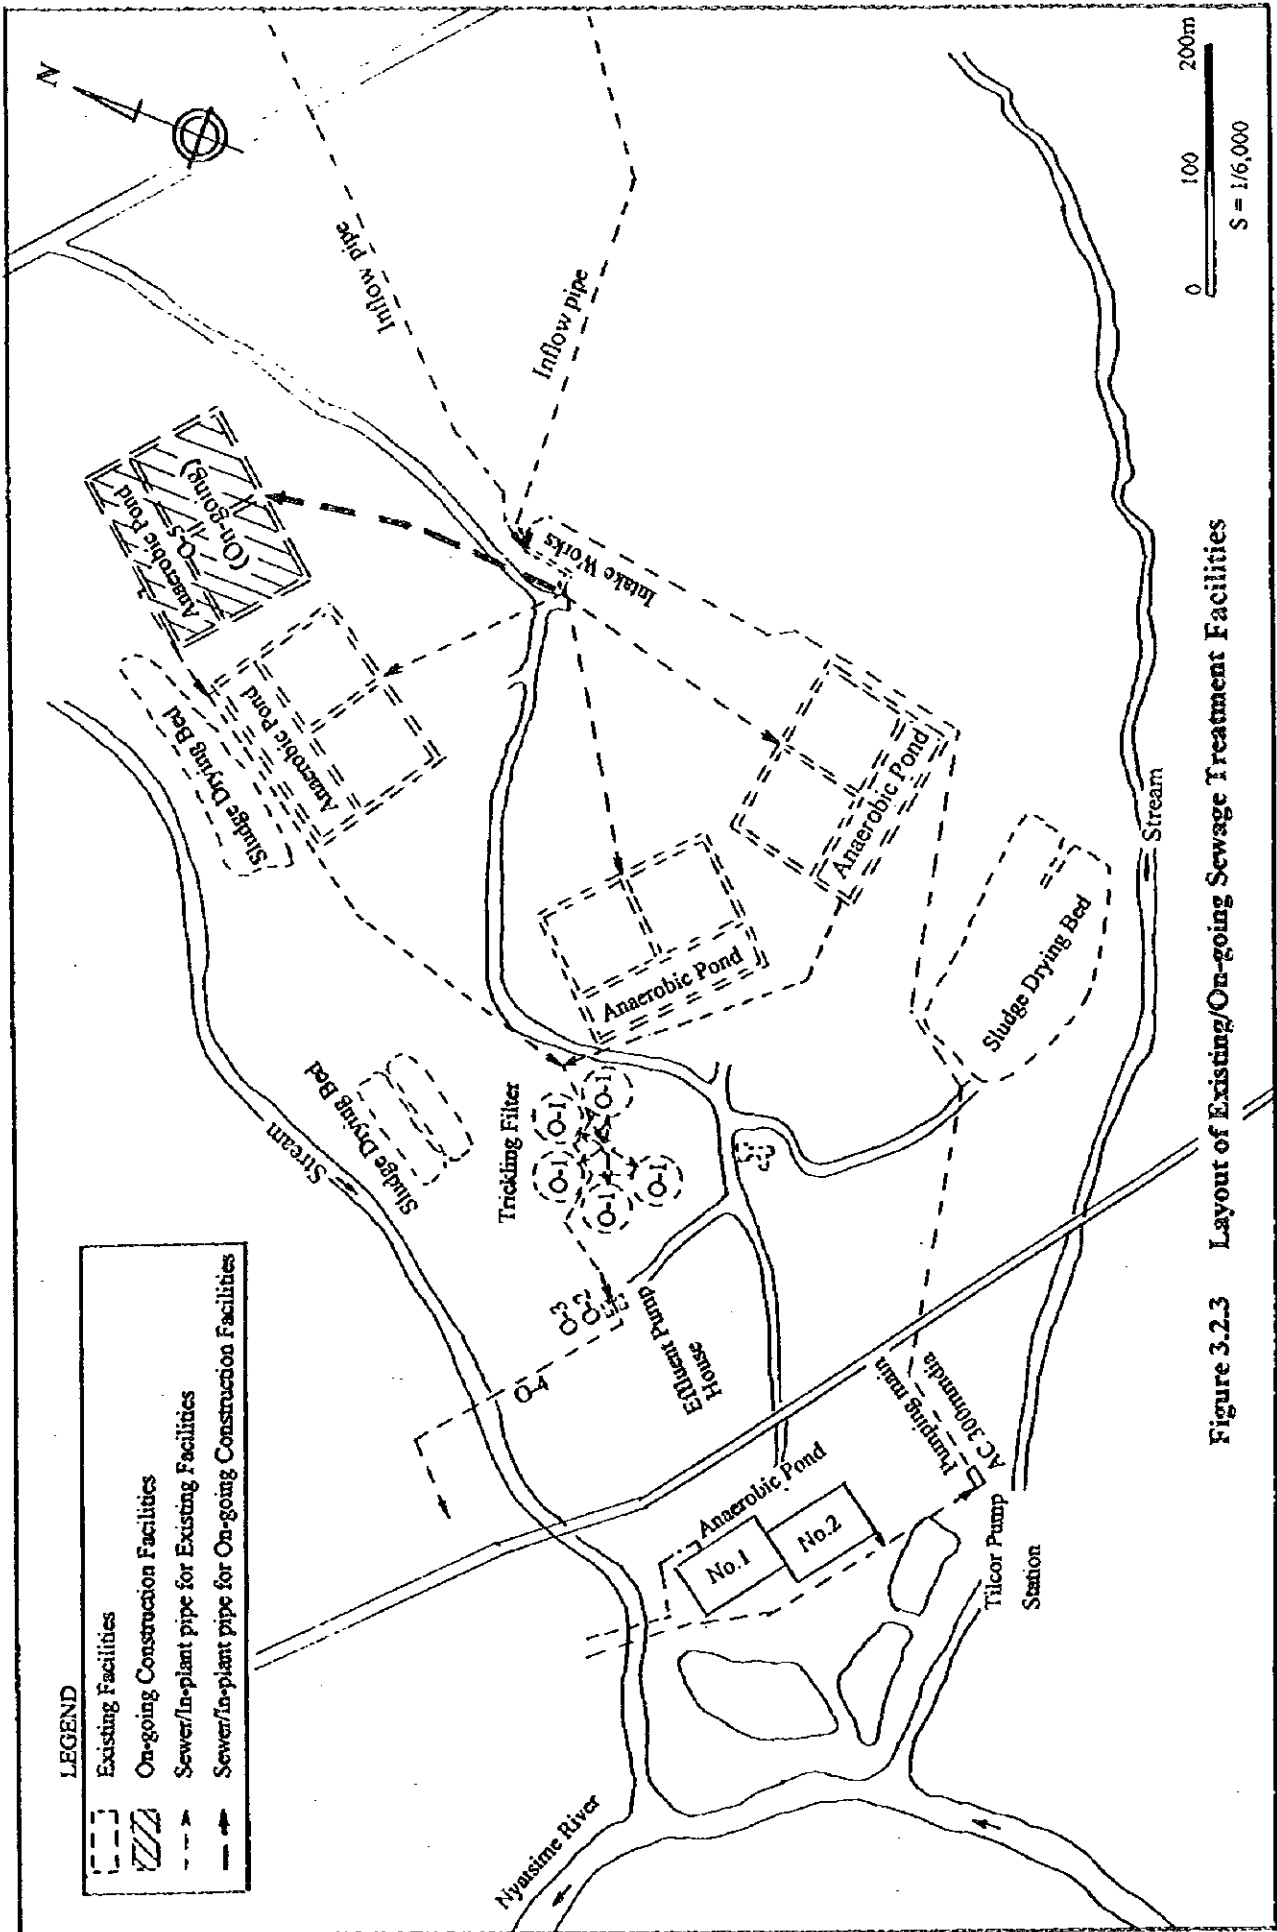 LEGEND
Existing Facilities
On-going Construction Facilities
Sewer/In-plant pipe for Existing Facilities
Sewer/In-plant pipe for On-going Construction Facilities
N
Inflow pipe
Inflow pipe
Anaerobic Pond
O-5
(On-going)
Sludge Drying Bed
Anaerobic Pond
Intake Works
Stream
Sludge Drying Bed
Trickling Filter
O-1
O-1
O-1
O-1
O-1
Anaerobic Pond
Anaerobic Pond
Sludge Drying Bed
Stream
O-3
O-3
O-4
Effluent Pump
House
Anaerobic Pond
No.1
No.2
Pumping main
AC 300mmdia
Tilcor Pump
Station
Nyatsime River
0 100 200m
S = 1/6,000
Figure 3.2.3 Layout of Existing/On-going Sewage Treatment Facilities